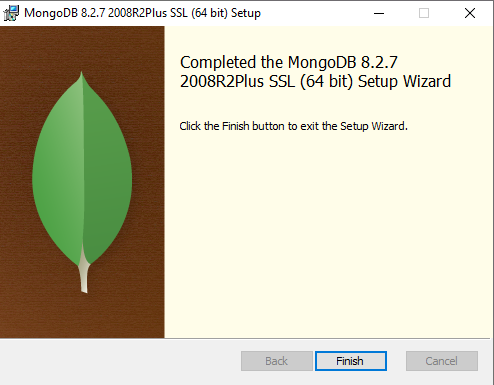 MongoDB 8.2.7 2008R2Plus SSL (64 bit) Setup
Completed the MongoDB 8.2.7
2008R2Plus SSL (64 bit) Setup Wizard
Click the Finish button to exit the Setup Wizard.
Back
Finish
Cancel